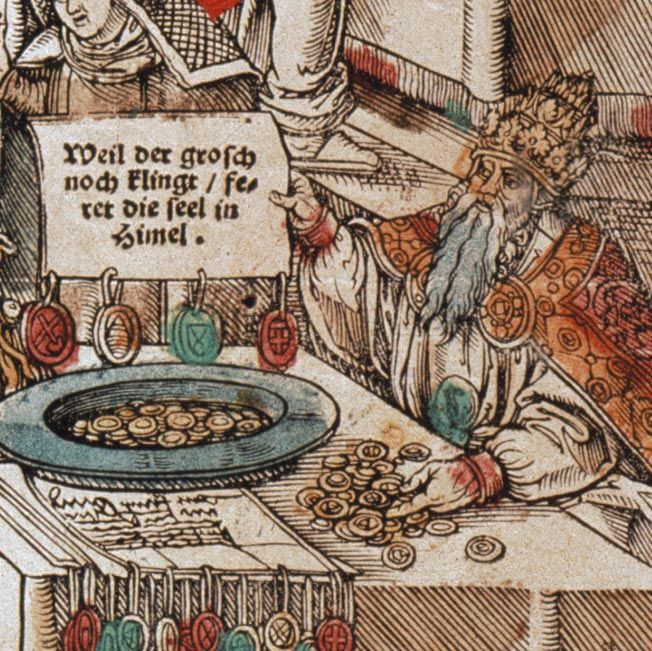 Weil der grosch
noch klingt / fe⸗
ret die seel in
Himel .